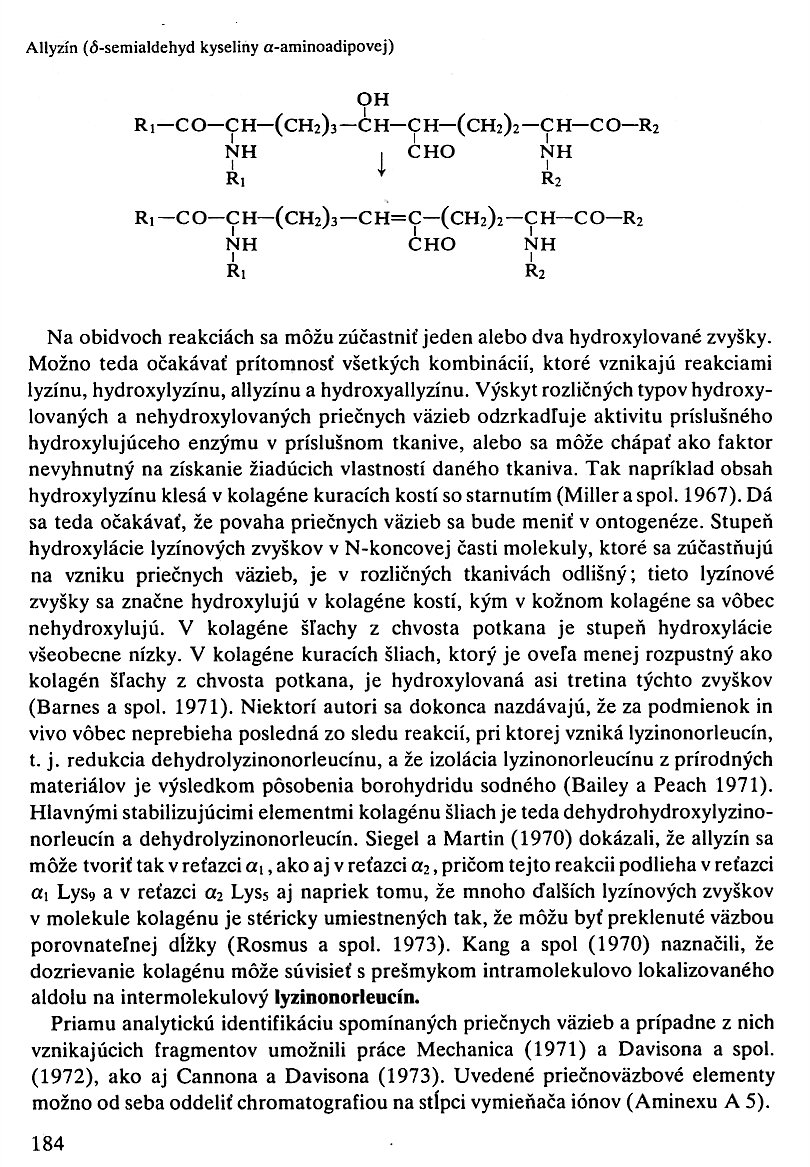 Allyzín (δ-semialdehyd kyseliny α-aminoadipovej)
OH
R1—CO—CH—(CH2)3—CH—CH—(CH2)2—CH—CO—R2
NH CHO NH
R1 R2
R1—CO—CH—(CH2)3—CH=C—(CH2)2—CH—CO—R2
NH CHO NH
R1 R2
Na obidvoch reakciách sa môžu zúčastniť jeden alebo dva hydroxylované zvyšky.
Možno teda očakávať prítomnosť všetkých kombinácií, ktoré vznikajú reakciami
lyzínu, hydroxylyzínu, allyzínu a hydroxyallyzínu. Výskyt rozličných typov hydroxy-
lovaných a nehydroxylovaných priečnych väzieb odzrkadľuje aktivitu príslušného
hydroxylujúceho enzýmu v príslušnom tkanive, alebo sa môže chápať ako faktor
nevyhnutný na získanie žiadúcich vlastností daného tkaniva. Tak napríklad obsah
hydroxylyzínu klesá v kolagéne kuracích kostí so starnutím (Miller a spol. 1967). Dá
sa teda očakávať, že povaha priečnych väzieb sa bude meniť v ontogenéze. Stupeň
hydroxylácie lyzínových zvyškov v N-koncovej časti molekuly, ktoré sa zúčastňujú
na vzniku priečnych väzieb, je v rozličných tkanivách odlišný; tieto lyzínové
zvyšky sa značne hydroxylujú v kolagéne kostí, kým v kožnom kolagéne sa vôbec
nehydroxylujú. V kolagéne šľachy z chvosta potkana je stupeň hydroxylácie
všeobecne nízky. V kolagéne kuracích šliach, ktorý je oveľa menej rozpustný ako
kolagén šľachy z chvosta potkana, je hydroxylovaná asi tretina týchto zvyškov
(Barnes a spol. 1971). Niektorí autori sa dokonca nazdávajú, že za podmienok in
vivo vôbec neprebieha posledná zo sledu reakcií, pri ktorej vzniká lyzinonorleucín,
t. j. redukcia dehydrolyzinonorleucínu, a že izolácia lyzinonorleucínu z prírodných
materiálov je výsledkom pôsobenia borohydridu sodného (Bailey a Peach 1971).
Hlavnými stabilizujúcimi elementmi kolagénu šliach je teda dehydrohydroxylyzino-
norleucín a dehydrolyzinonorleucín. Siegel a Martin (1970) dokázali, že allyzín sa
môže tvoriť tak v reťazci α1, ako aj v reťazci α2, pričom tejto reakcii podlieha v reťazci
α1 Lys9 a v reťazci α2 Lys5 aj napriek tomu, že mnoho ďalších lyzínových zvyškov
v molekule kolagénu je stéricky umiestnených tak, že môžu byť preklenuté väzbou
porovnateľnej dĺžky (Rosmus a spol. 1973). Kang a spol (1970) naznačili, že
dozrievanie kolagénu môže súvisieť s prešmykom intramolekulovo lokalizovaného
aldolu na intermolekulový lyzinonorleucín.
Priamu analytickú identifikáciu spomínaných priečnych väzieb a prípadne z nich
vznikajúcich fragmentov umožnili práce Mechanica (1971) a Davisona a spol.
(1972), ako aj Cannona a Davisona (1973). Uvedené priečnoväzbové elementy
možno od seba oddeliť chromatografiou na stĺpci vymieňača iónov (Aminexu A 5).
184